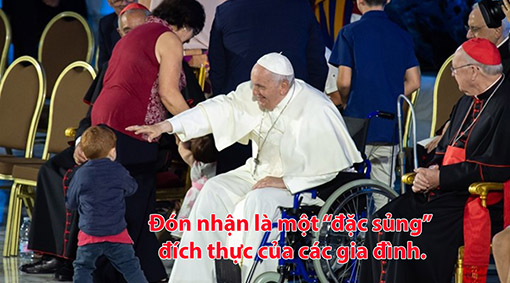 Đón nhận là một “đặc sủng”
đích thực của các gia đình.